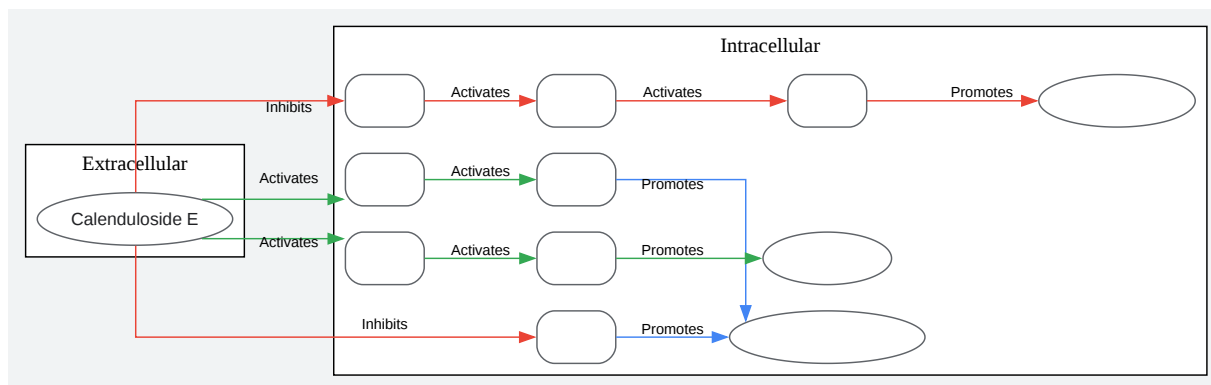 Intracellular
Activates
Activates
Promotes
Inhibits
Extracellular
Activates
Activates
Promotes
Calenduloside E
Activates
Activates
Promotes
Inhibits
Promotes